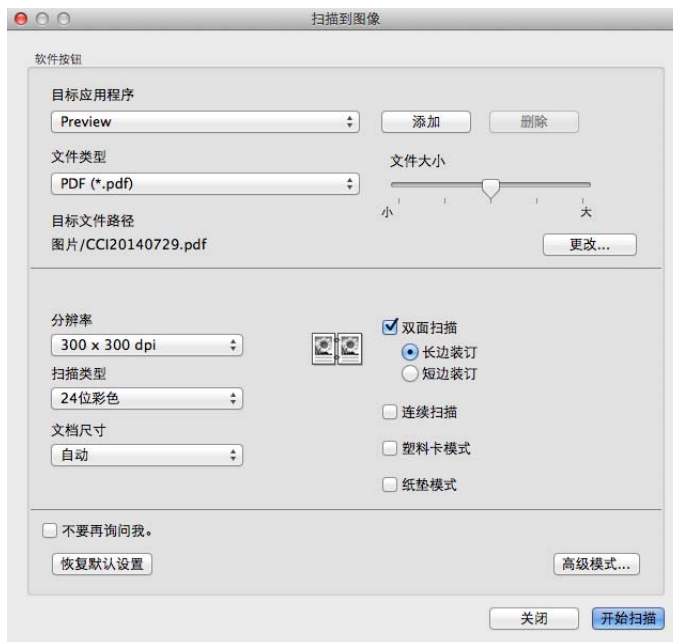 扫描到图像
软件按钮
目标应用程序
Preview
添加
删除
文件类型
PDF (*.pdf)
文件大小
小
大
目标文件路径
图片/CCI20140729.pdf
更改...
分辨率
300 x 300 dpi
双面扫描
长边装订
短边装订
扫描类型
24位彩色
连续扫描
文档尺寸
自动
塑料卡模式
纸垫模式
不要再询问我。
恢复默认设置
高级模式...
关闭
开始扫描